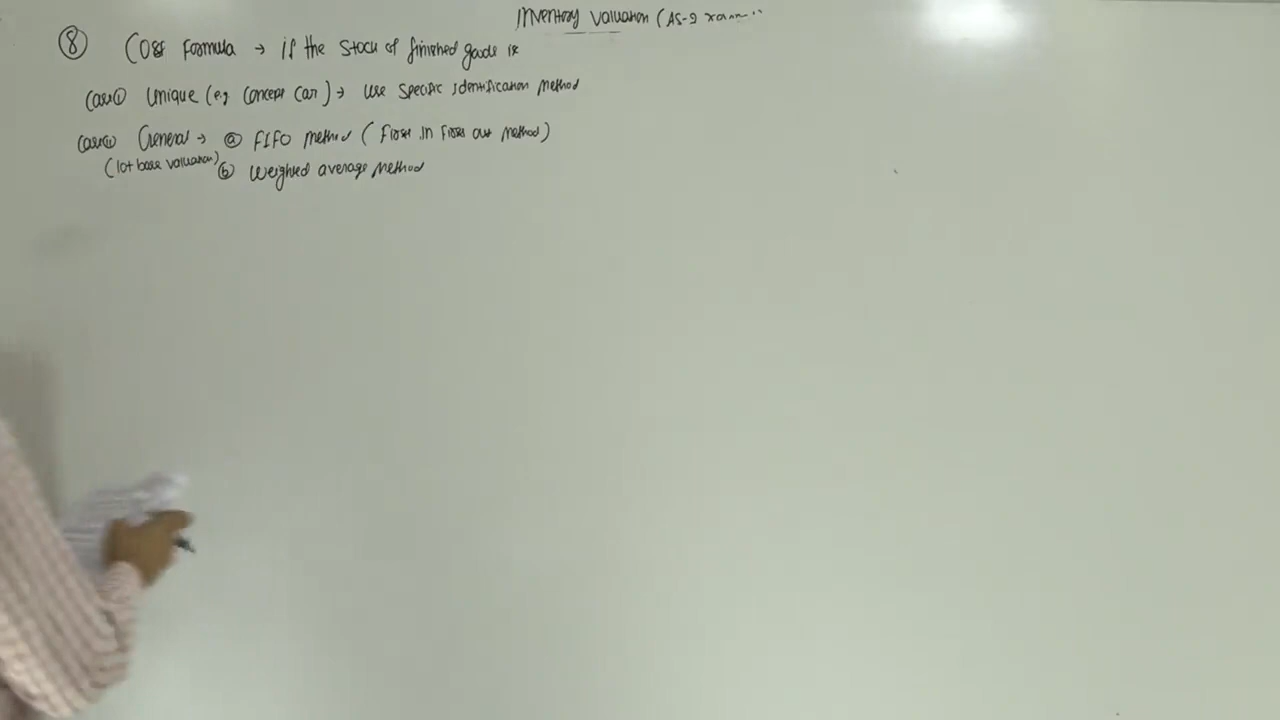 Inventory Valuation (AS-2
⑧ Cost Formula → if the Stock of finished goods is
Case① Unique (e.g Concept Car) → Use Specific Identification Method
Case② General → ⓐ FIFO Method (First In First Out Method)
(lot base valuation) ⓑ Weighted average Method